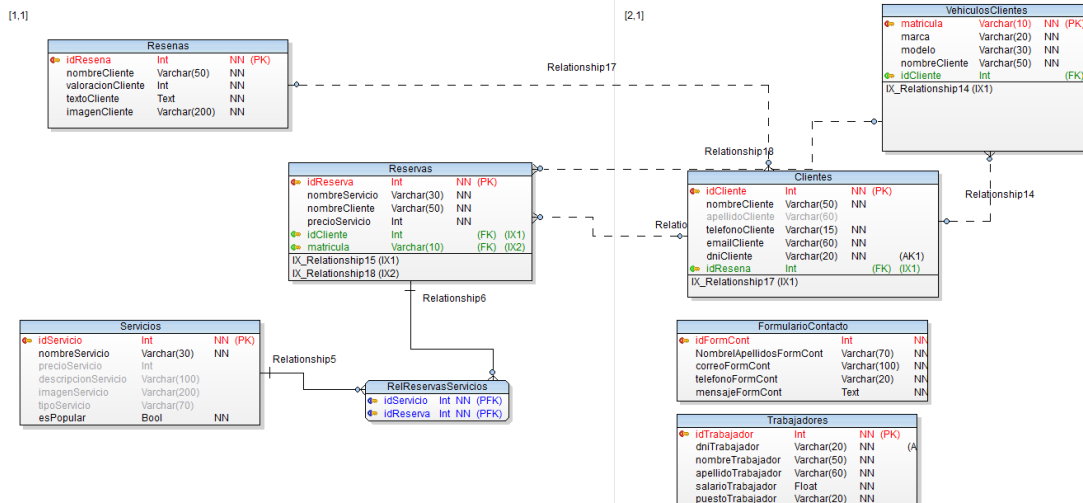 [1,1]
[2,1]
Resenas
idResena Int NN (PK)
nombreCliente Varchar(50) NN
valoracionCliente Int NN
textoCliente Text NN
imagenCliente Varchar(200) NN
Relationship17
VehiculosClientes
matricula Varchar(10) NN (PK)
marca Varchar(20) NN
modelo Varchar(30) NN
nombreCliente Varchar(50) NN
idCliente Int (FK)
IX_Relationship14 (IX1)
Relationship18
Reservas
idReserva Int NN (PK)
nombreServicio Varchar(30) NN
nombreCliente Varchar(50) NN
precioServicio Int NN
idCliente Int (FK) (IX1)
matricula Varchar(10) (FK) (IX2)
IX_Relationship15 (IX1)
IX_Relationship18 (IX2)
Relatio
Clientes
idCliente Int NN (PK)
nombreCliente Varchar(50) NN
apellidoCliente Varchar(60)
telefonoCliente Varchar(15) NN
emailCliente Varchar(60) NN
dniCliente Varchar(20) NN (AK1)
idResena Int (FK) (IX1)
IX_Relationship17 (IX1)
Relationship14
Relationship6
Servicios
idServicio Int NN (PK)
nombreServicio Varchar(30) NN
precioServicio Int
descripcionServicio Varchar(100)
imagenServicio Varchar(200)
tipoServicio Varchar(70)
esPopular Bool NN
Relationship5
RelReservasServicios
idServicio Int NN (PFK)
idReserva Int NN (PFK)
FormularioContacto
idFormCont Int NN
NombrelApellidosFormCont Varchar(70) NN
correoFormCont Varchar(100) NN
telefonoFormCont Varchar(20) NN
mensajeFormCont Text NN
Trabajadores
idTrabajador Int NN (PK)
dniTrabajador Varchar(20) NN (A
nombreTrabajador Varchar(50) NN
apellidoTrabajador Varchar(60) NN
salarioTrabajador Float NN
puestoTrabajador Varchar(20) NN